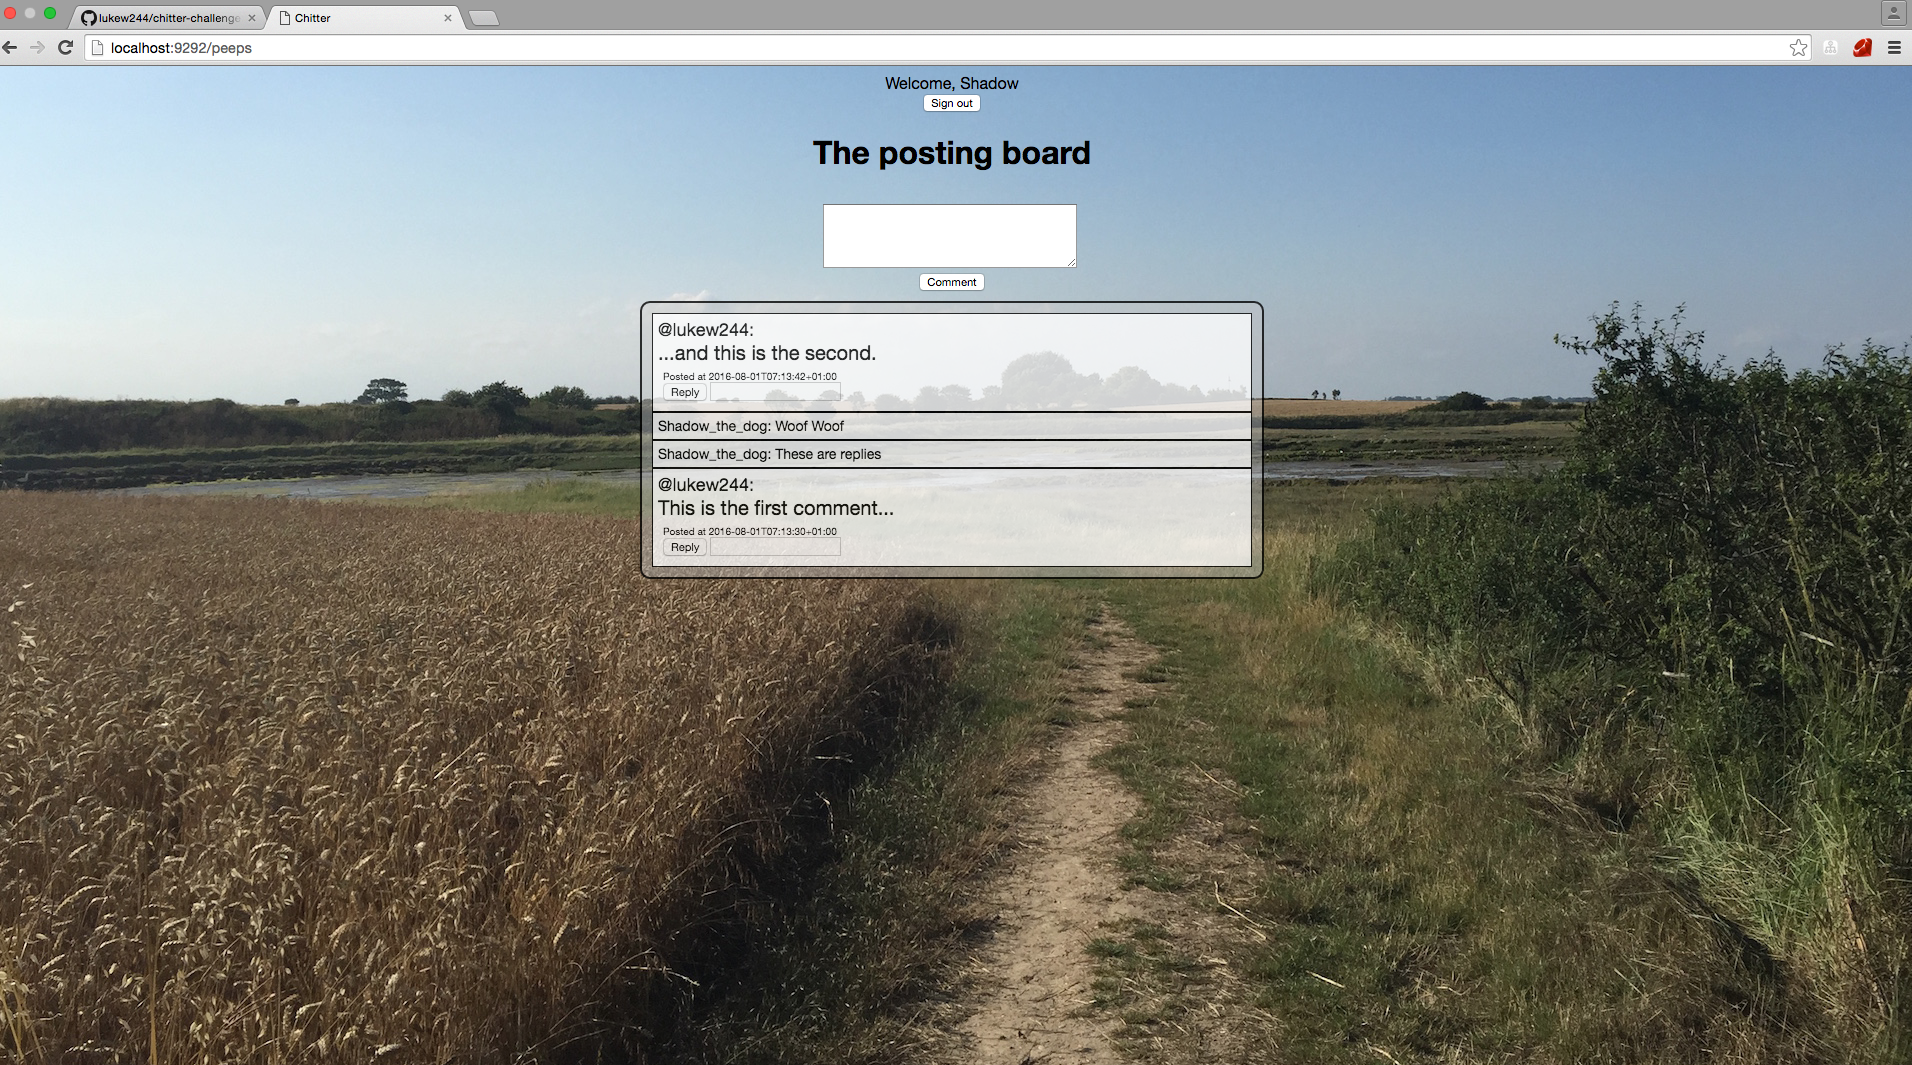 lukew244/chitter-challenge
Chitter
localhost:9292/peeps
Welcome, Shadow
Sign out
The posting board
Comment
@lukew244:
...and this is the second.
Posted at 2016-08-01T07:13:42+01:00
Reply
Shadow_the_dog: Woof Woof
Shadow_the_dog: These are replies
@lukew244:
This is the first comment...
Posted at 2016-08-01T07:13:30+01:00
Reply